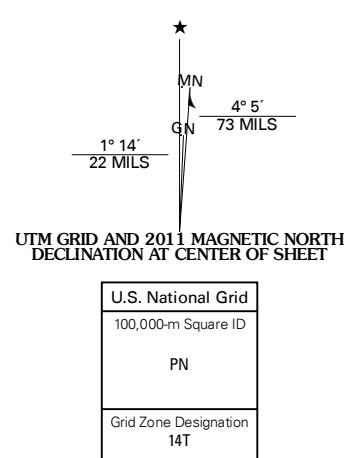 ★
MN
4° 5´
73 MILS
GN
1° 14´
22 MILS
UTM GRID AND 2011 MAGNETIC NORTH
DECLINATION AT CENTER OF SHEET
U.S. National Grid
100,000-m Square ID
PN
Grid Zone Designation
14T